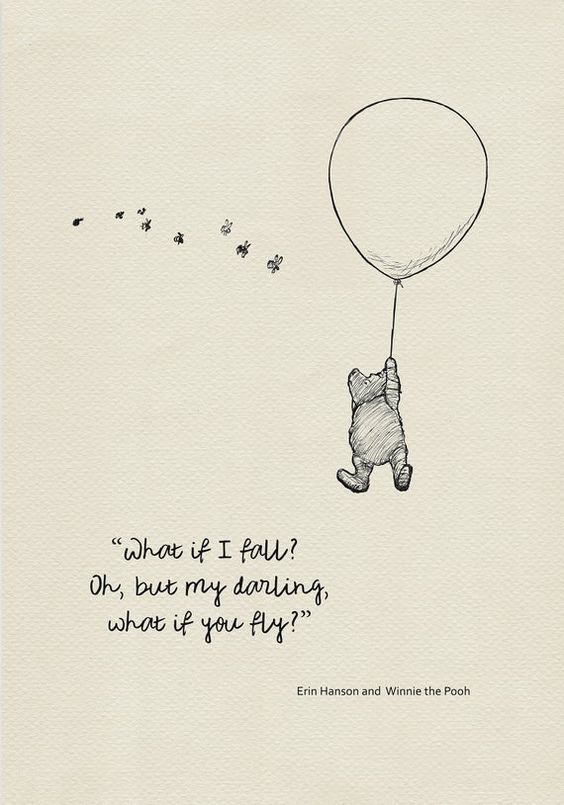 “What if I fall?
Oh, but my darling,
what if you fly?”
Erin Hanson and Winnie the Pooh